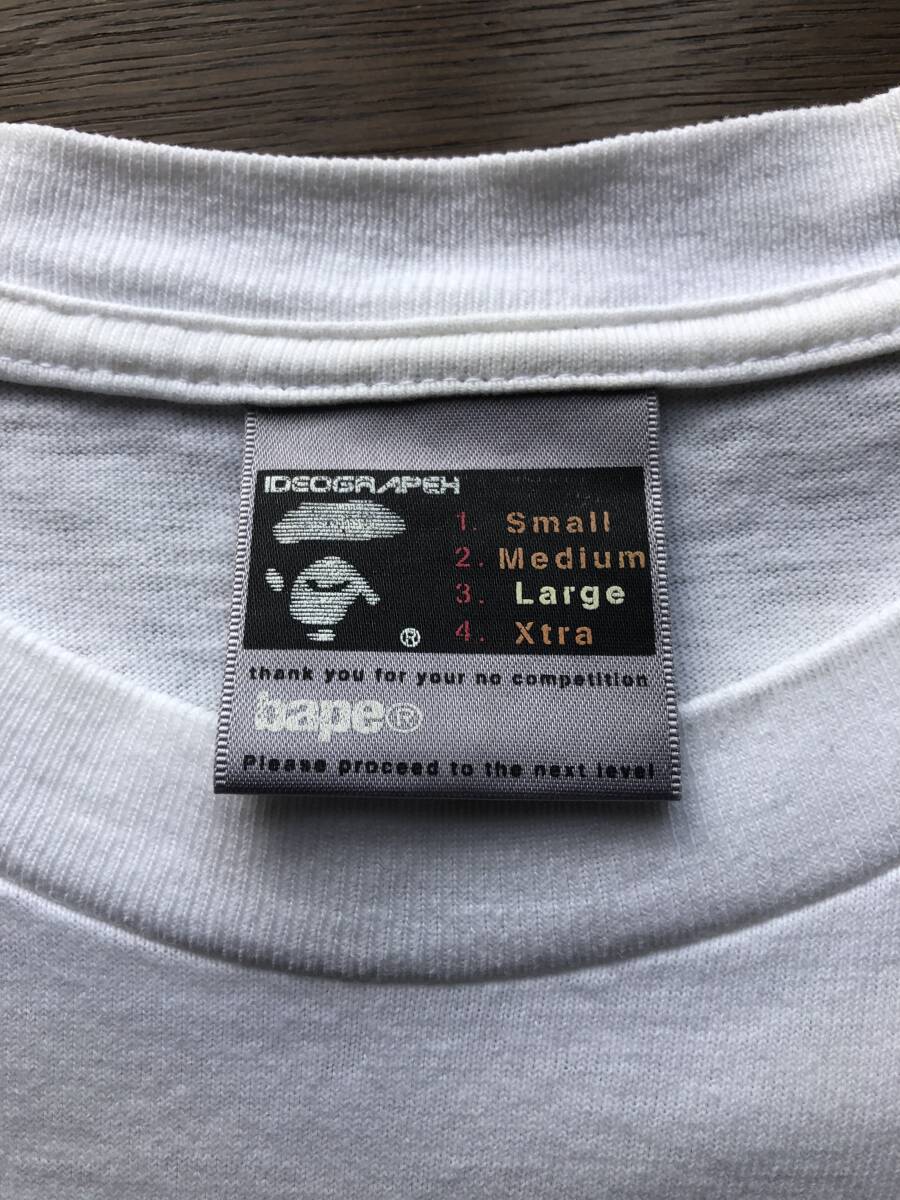 IDEOGRAPEH
1. Small
2. Medium
3. Large
®
4. Xtra
thank you for your no competition
bape®
Please proceed to the next level